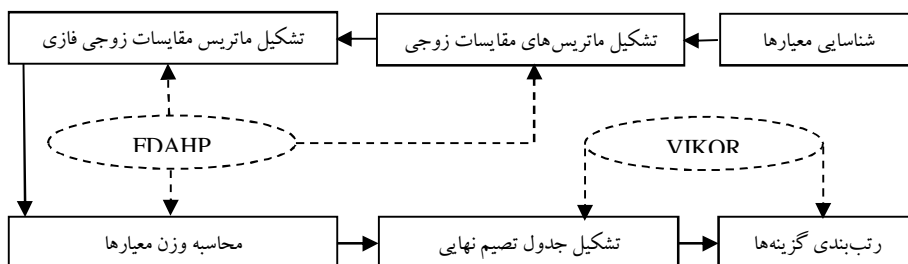 شناسایی معیارها
تشکیل ماتریس‌های مقایسات زوجی
تشکیل ماتریس مقایسات زوجی فازی
FDAHP
VIKOR
محاسبه وزن معیارها
تشکیل جدول تصیم نهایی
رتب‌بندی گزینه‌ها